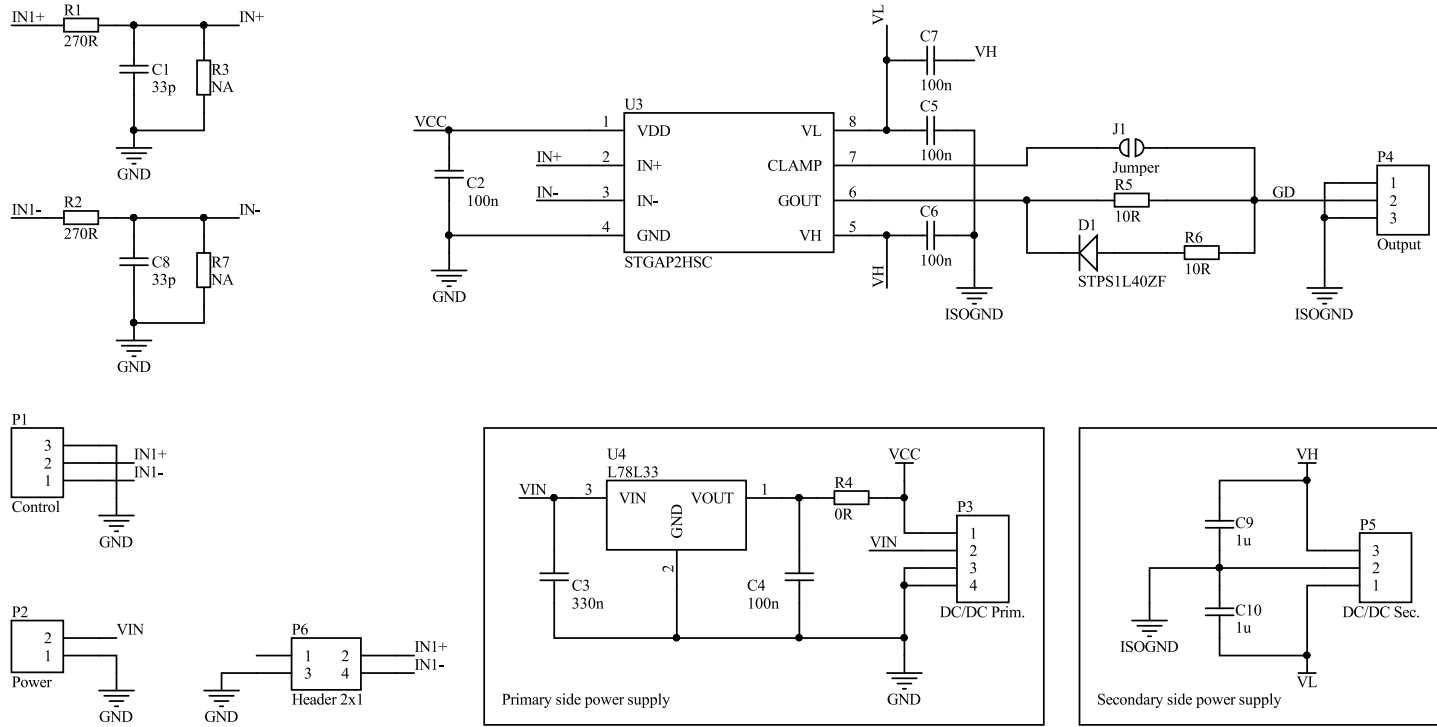 IN1+ R1 IN+
270R
C1 R3
33p NA
GND
IN1- R2 IN-
270R
C8 R7
33p NA
GND
VL
C7
VH
100n
U3
VCC 1 VDD VL 8 C5
100n
IN+ 2 IN+ CLAMP 7 J1
Jumper
C2
100n
IN- 3 IN- GOUT 6 R5 GD
10R
4 GND VH 5 C6
100n
STGAP2HSC
GND
VH
ISOGND
D1 R6
10R
STPS1L40ZF
P4
1
2
3
Output
ISOGND
P1
3
2 IN1+
1 IN1-
Control
GND
P2
2 VIN
1
Power
GND
P6
1 2 IN1+
3 4 IN1-
Header 2x1
GND
U4
L78L33
VCC
VIN 3 VIN VOUT 1 R4
0R
GND
2
P3
1
VIN 2
3
4
DC/DC Prim.
C3
330n
C4
100n
GND
Primary side power supply
VH
C9
1u
P5
3
2
1
DC/DC Sec.
C10
1u
ISOGND
VL
Secondary side power supply